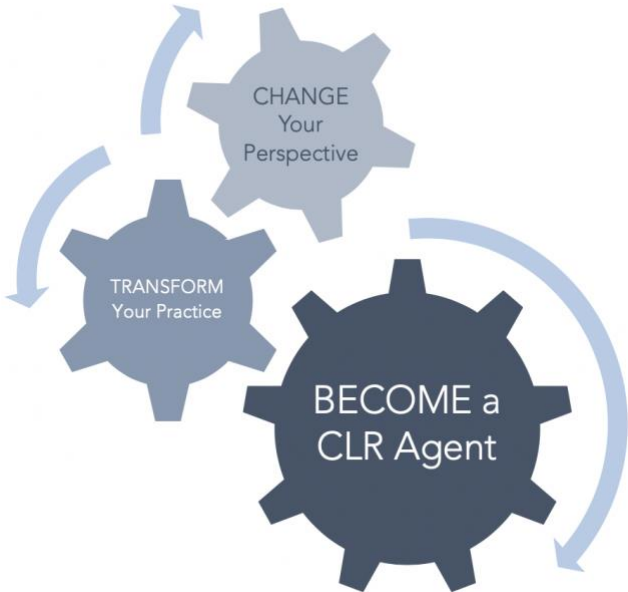 CHANGE
Your
Perspective
TRANSFORM
Your Practice
BECOME a
CLR Agent